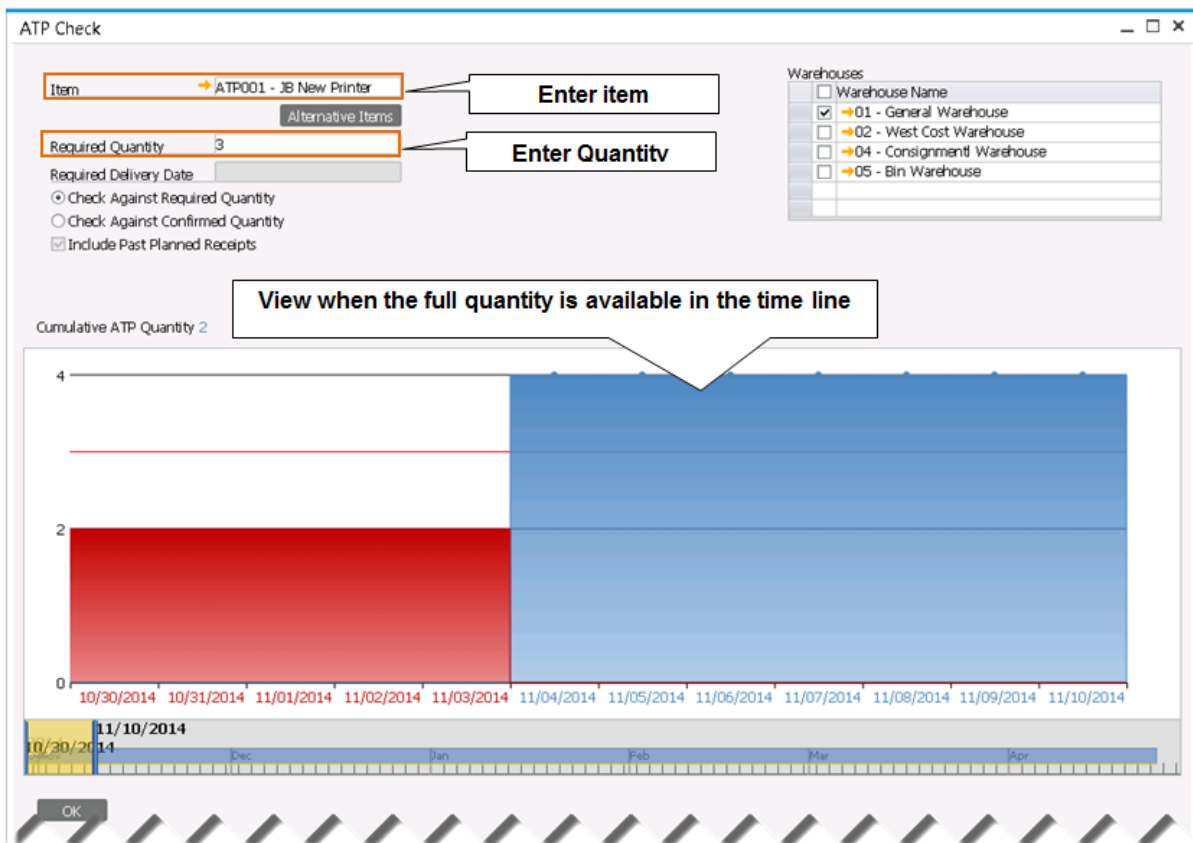 ATP Check
Item
ATP001 - JB New Printer
Enter item
Alternative Items
Required Quantity
3
Enter Quantity
Required Delivery Date
Check Against Required Quantity
Check Against Confirmed Quantity
Include Past Planned Receipts
Warehouses
Warehouse Name
01 - General Warehouse
02 - West Cost Warehouse
04 - Consignmentl Warehouse
05 - Bin Warehouse
View when the full quantity is available in the time line
Cumulative ATP Quantity 2
4
2
0
10/30/2014 10/31/2014 11/01/2014 11/02/2014 11/03/2014 11/04/2014 11/05/2014 11/06/2014 11/07/2014 11/08/2014 11/09/2014 11/10/2014
11/10/2014
10/30/2014
Dec Jan Feb Mar Apr
OK